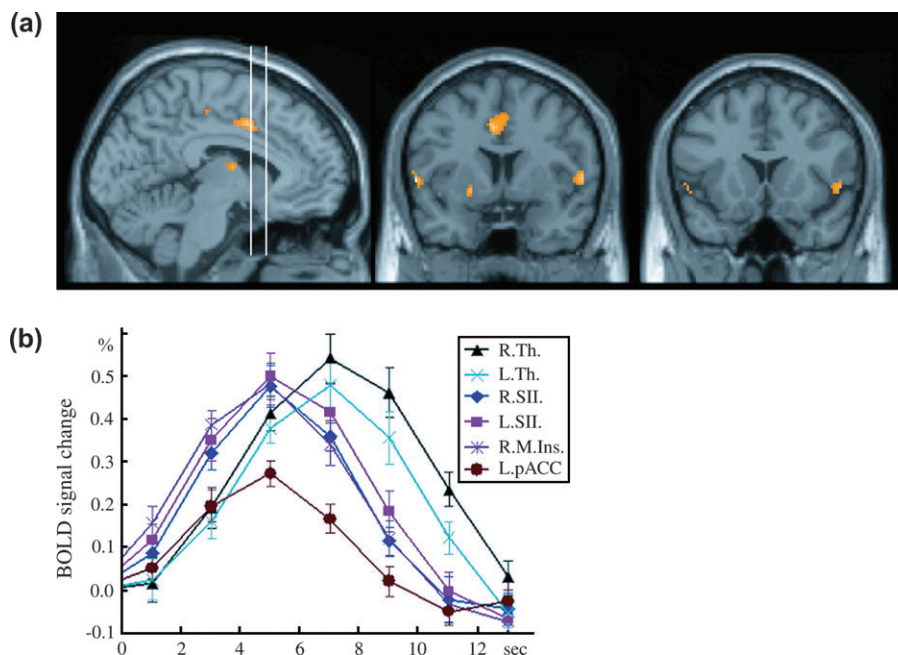 (a)
(b)
%
0.5
0.4
0.3
0.2
0.1
0.0
-0.1
BOLD signal change
0 2 4 6 8 10 12 sec
R.Th.
L.Th.
R.SII.
L.SII.
R.M.Ins.
L.pACC